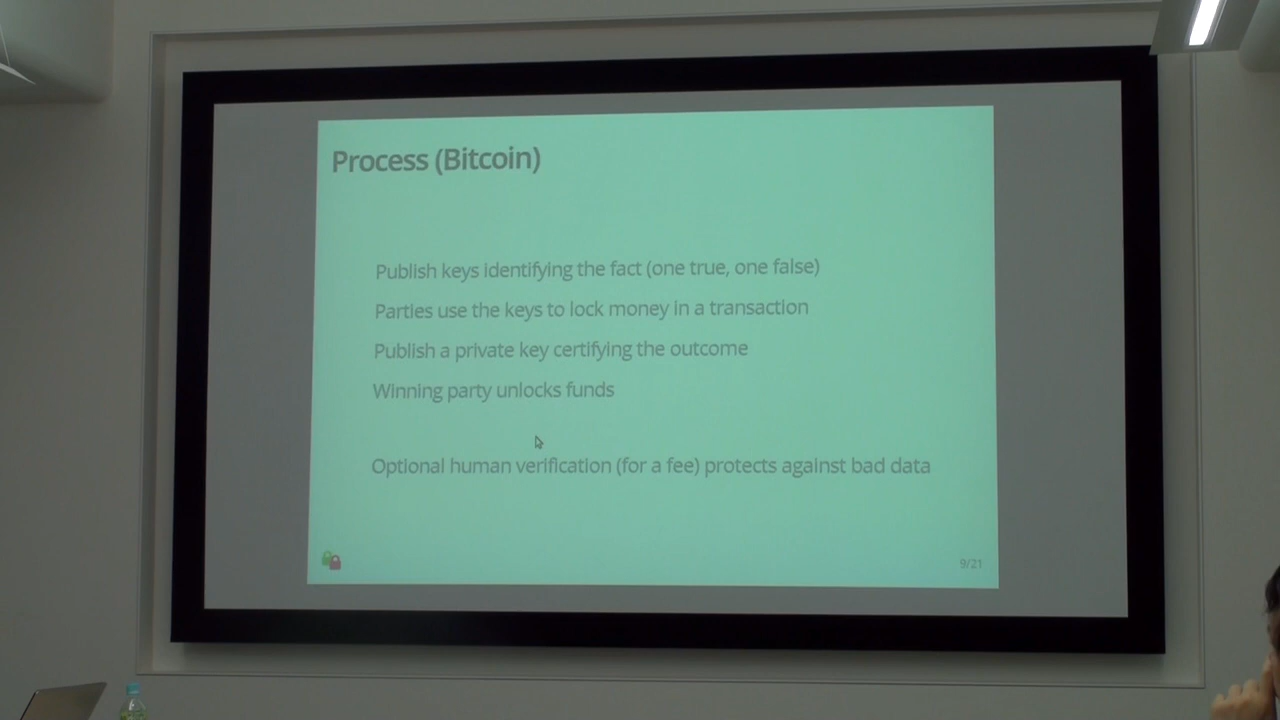 Process (Bitcoin)
Publish keys identifying the fact (one true, one false)
Parties use the keys to lock money in a transaction
Publish a private key certifying the outcome
Winning party unlocks funds
Optional human verification (for a fee) protects against bad data
9/21